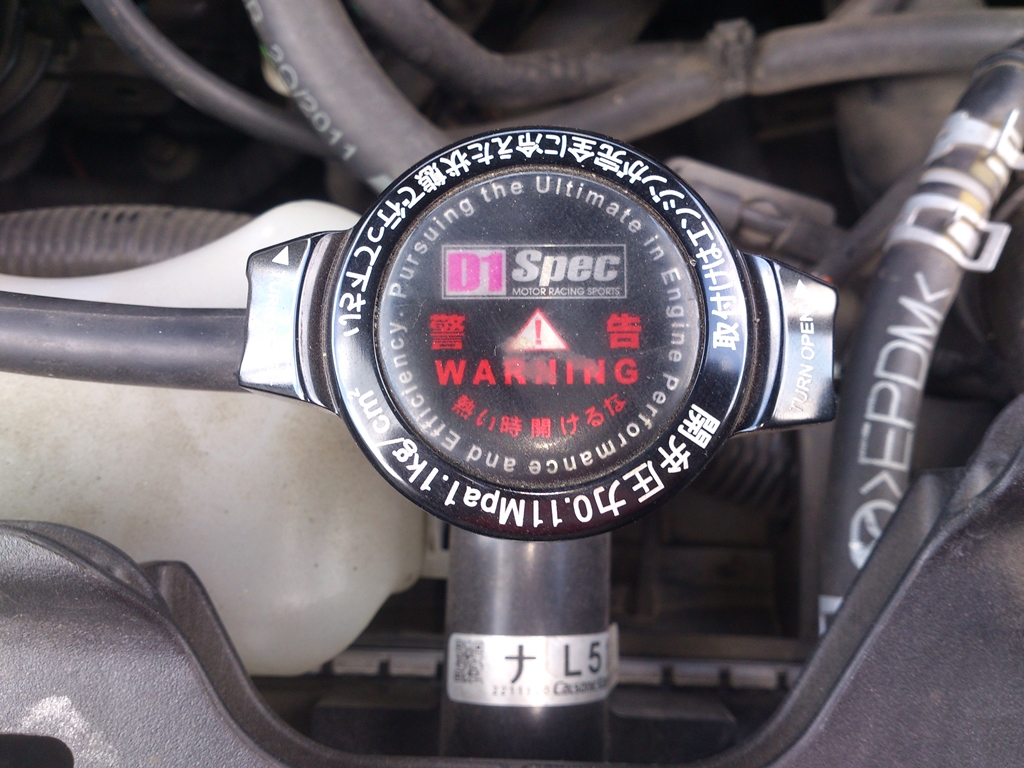 20/2011
取付けはエンジンが完全に冷えた状態で行って下さい
Pursuing the Ultimate in Engine performance and Efficiency
D1 Spec
MOTOR RACING SPORTS
警告
WARNING
熱い時開けるな
TURN OPEN
開弁圧力0.11Mpa1.1kg/cm²
>EPDM<
ナ L5